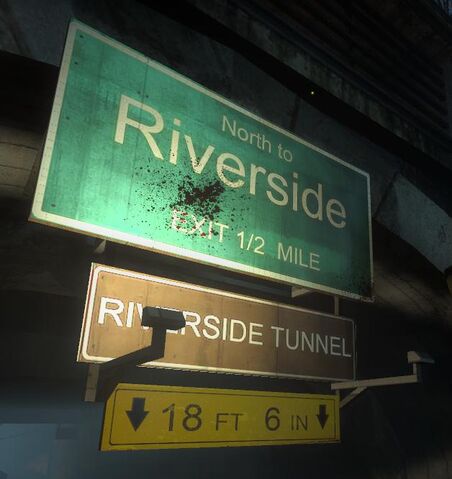 North to
Riverside
EXIT 1/2 MILE
RIVERSIDE TUNNEL
18 FT 6 IN